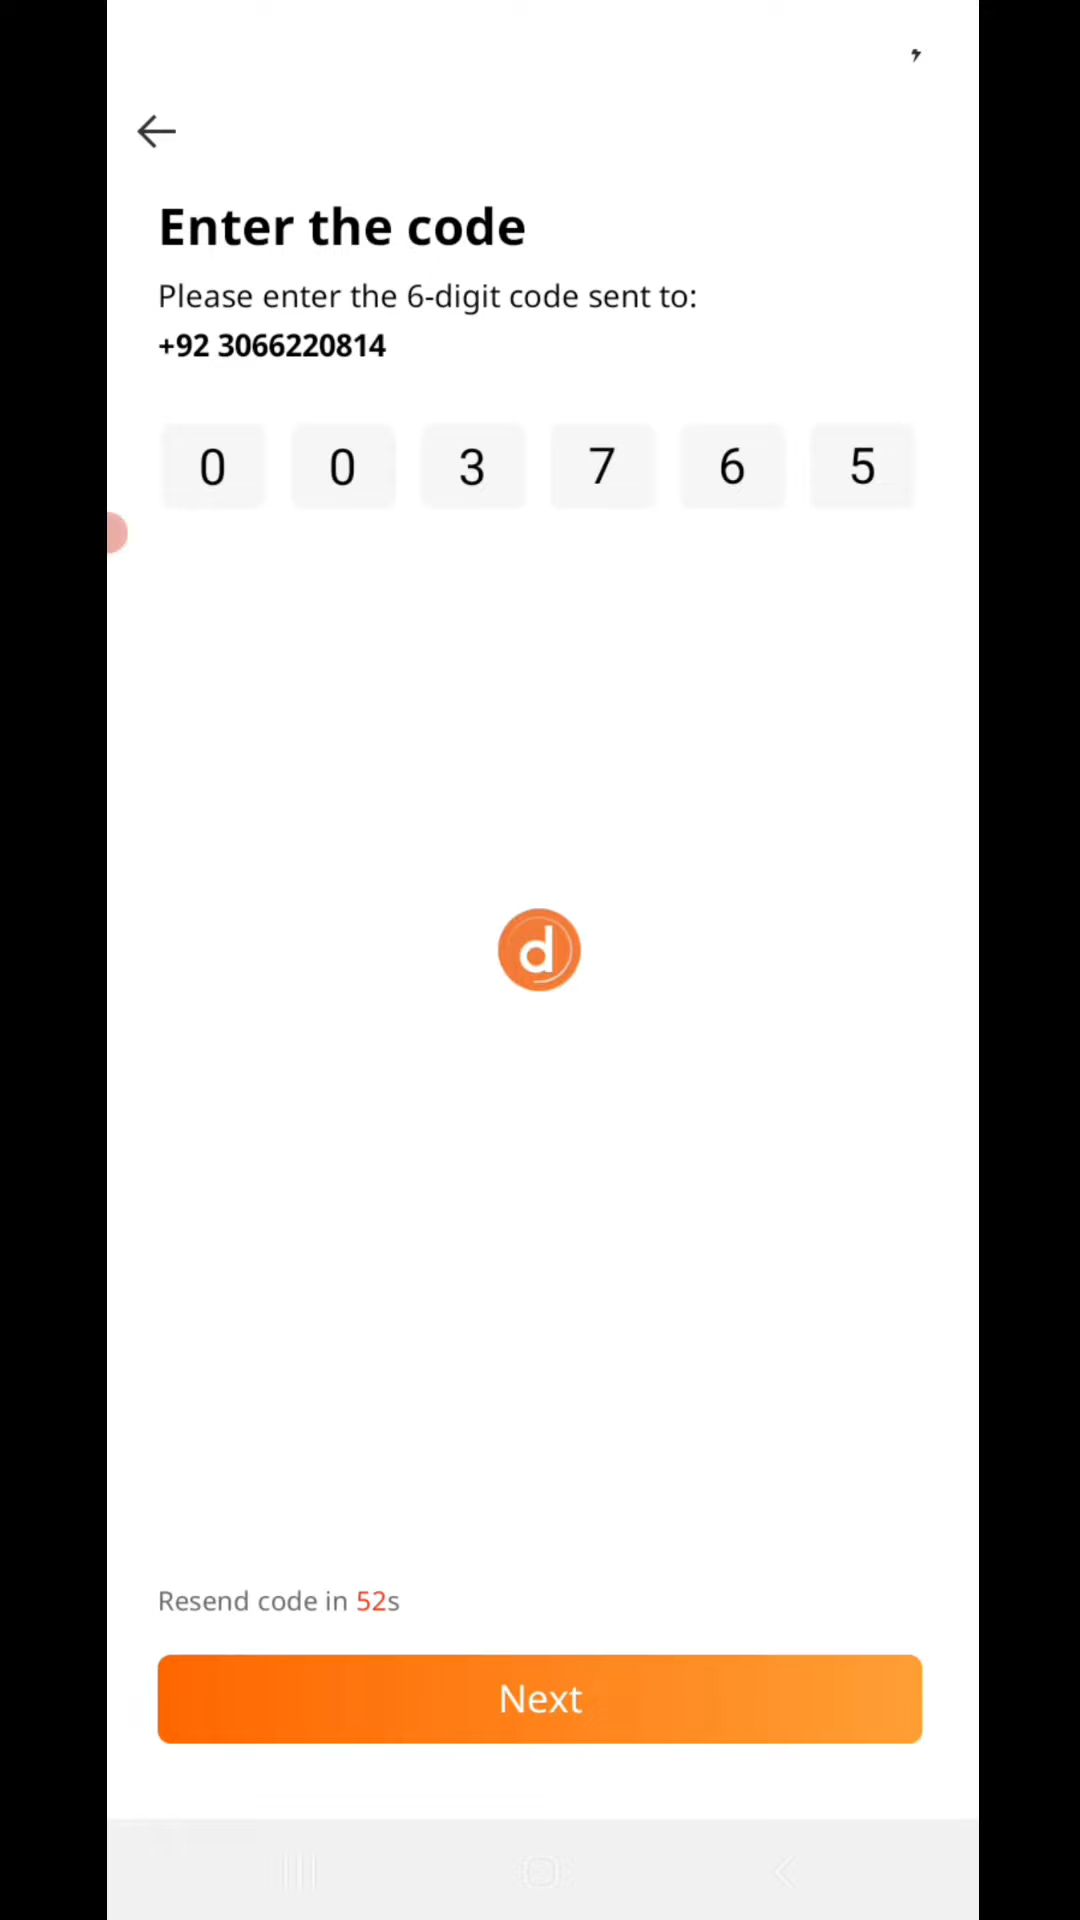 Enter the code
Please enter the 6-digit code sent to:
+92 3066220814
0 0 3 7 6 5
d
Resend code in 52s
Next